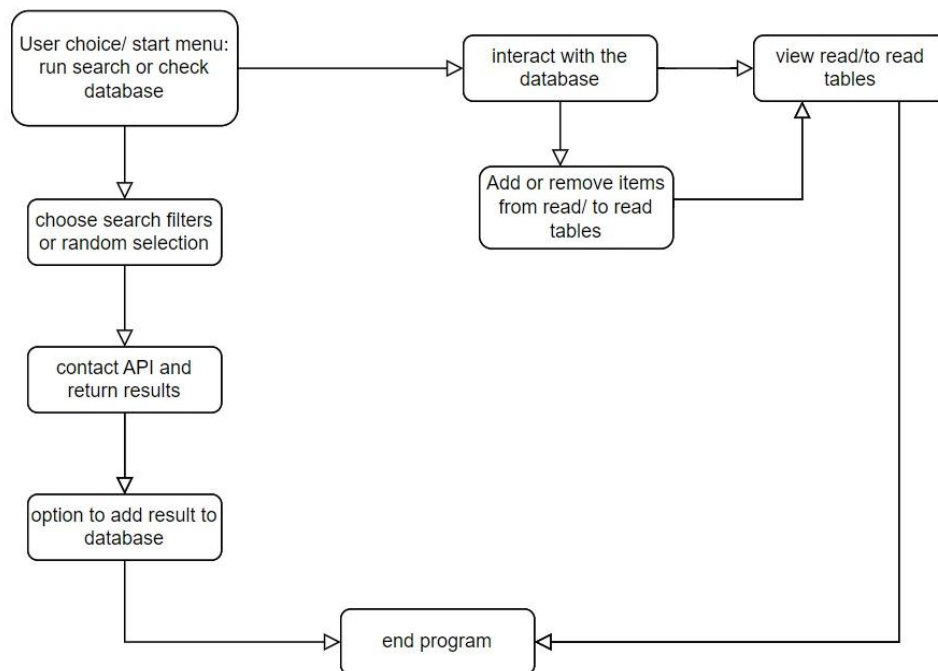 User choice/ start menu:
run search or check
database
interact with the
database
view read/to read
tables
Add or remove items
from read/ to read
tables
choose search filters
or random selection
contact API and
return results
option to add result to
database
end program